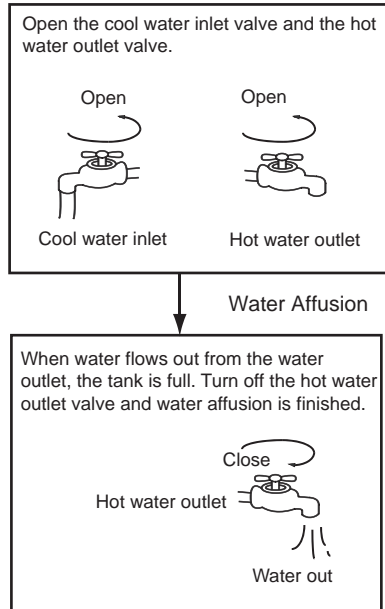 Open the cool water inlet valve and the hot
water outlet valve.
Open
Open
Cool water inlet
Hot water outlet
Water Affusion
When water flows out from the water
outlet, the tank is full. Turn off the hot water
outlet valve and water affusion is finished.
Close
Hot water outlet
Water out